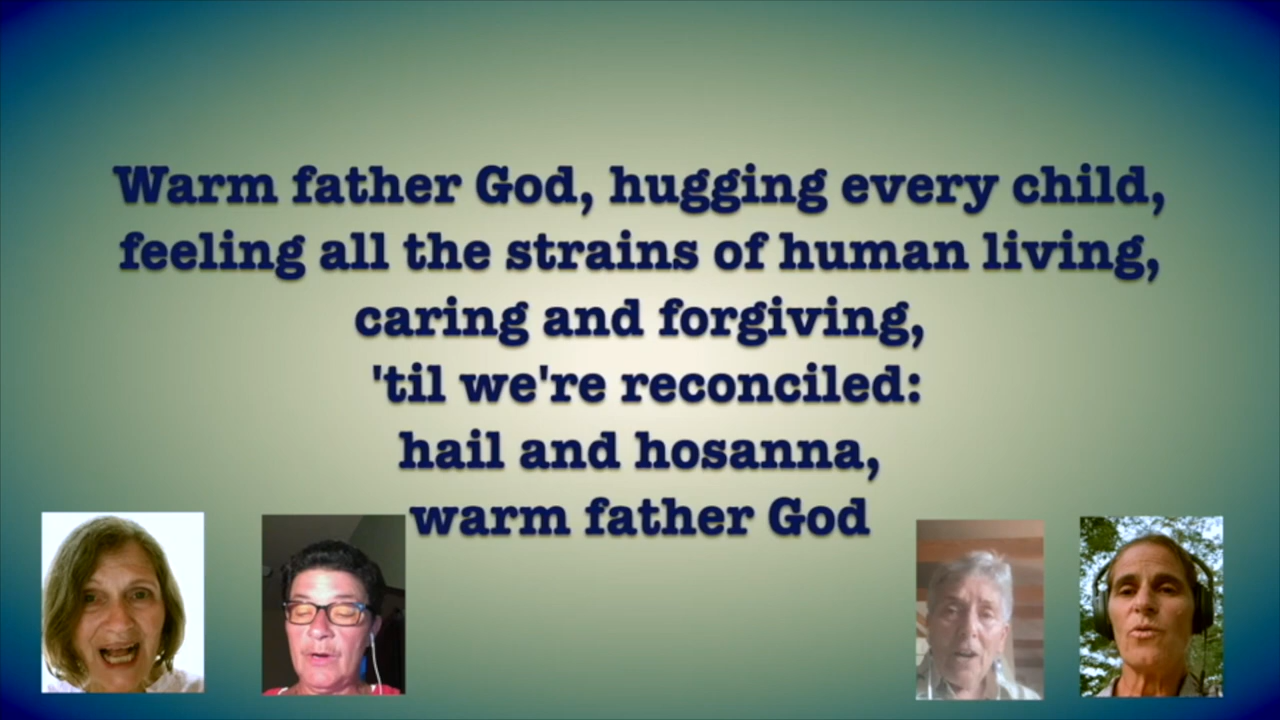 Warm father God, hugging every child,
feeling all the strains of human living,
caring and forgiving,
'til we're reconciled:
hail and hosanna,
warm father God